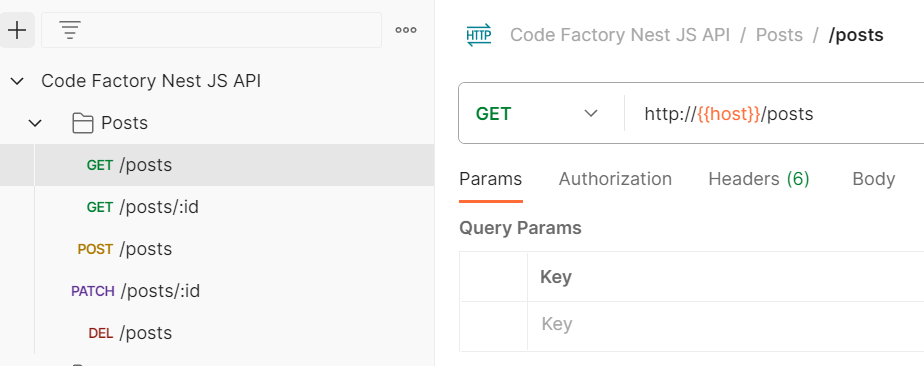 Code Factory Nest JS API
Posts
GET /posts
GET /posts/:id
POST /posts
PATCH /posts/:id
DEL /posts
HTTP Code Factory Nest JS API / Posts / /posts
GET http://{{host}}/posts
Params Authorization Headers (6) Body
Query Params
Key
Key